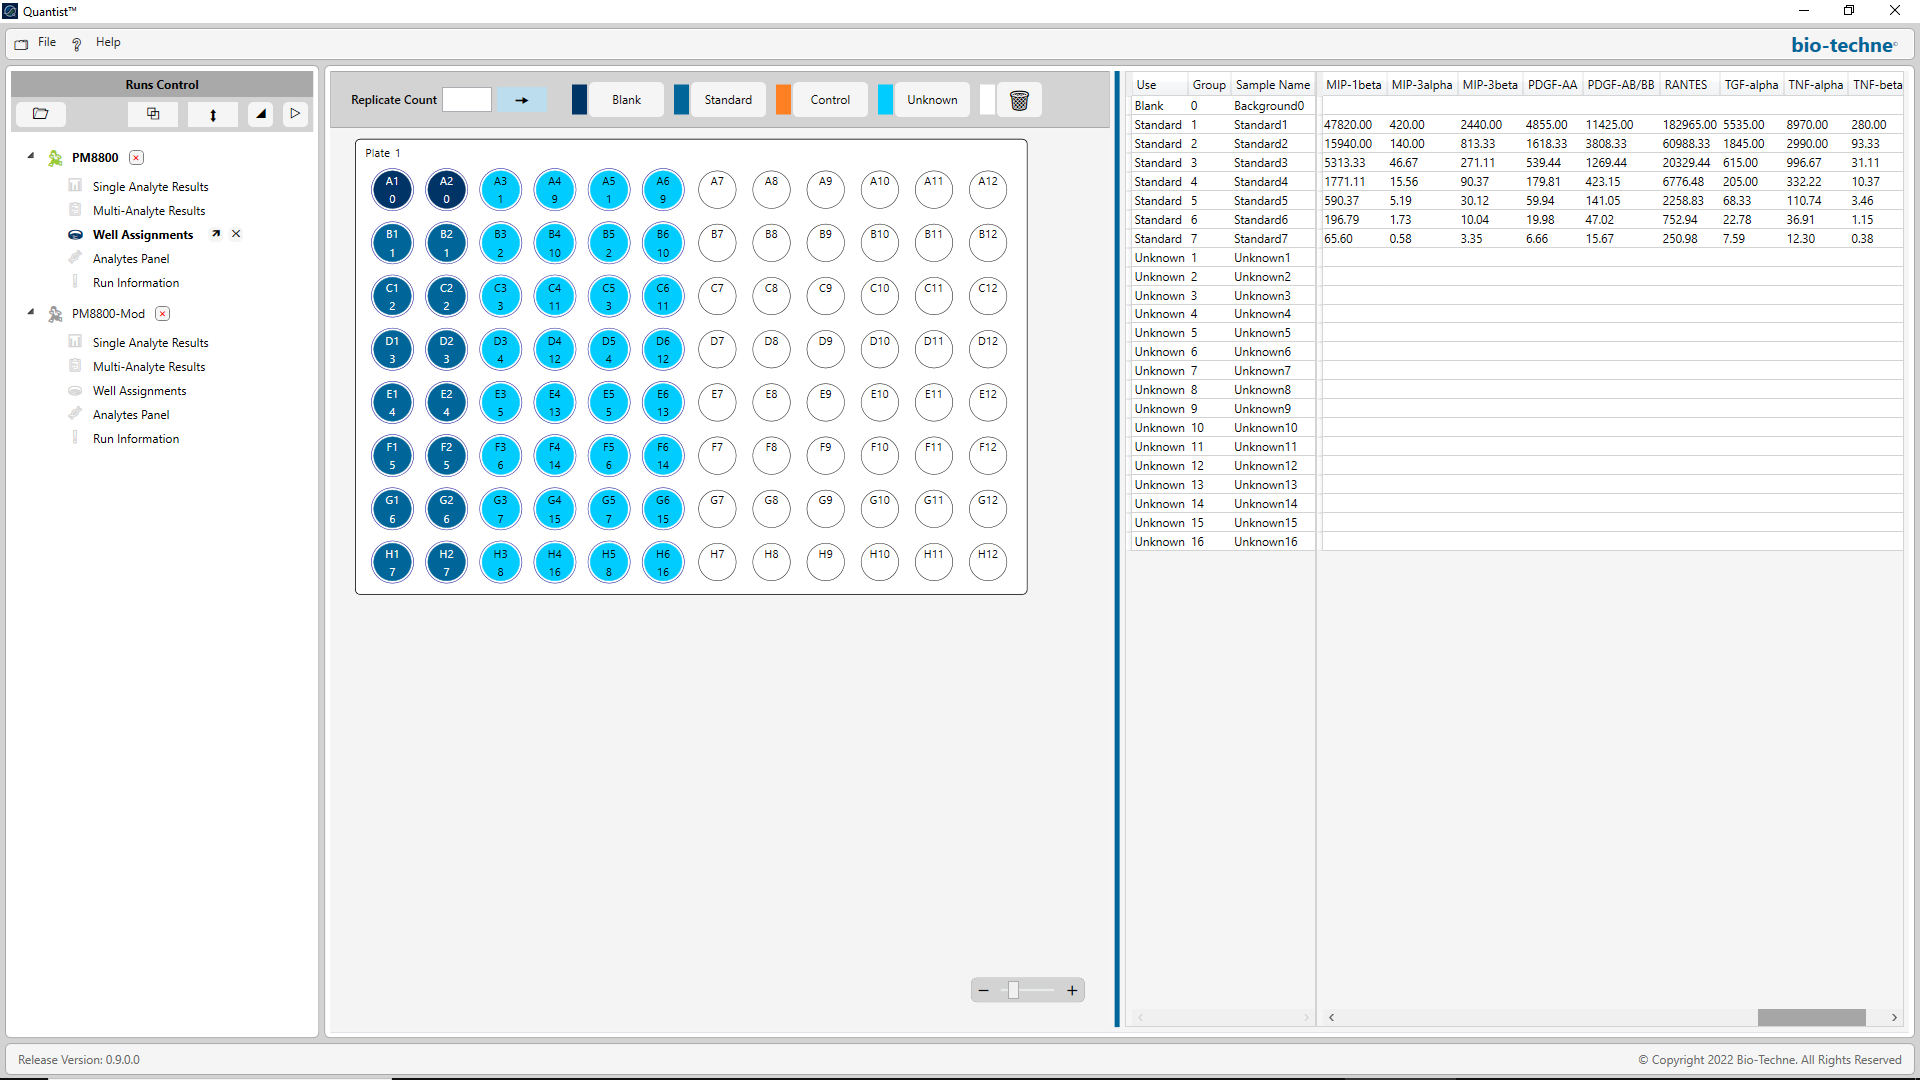 Quantist™
File Help
bio-techne®
Runs Control
PM8800
Single Analyte Results
Multi-Analyte Results
Well Assignments
Analytes Panel
Run Information
PM8800-Mod
Single Analyte Results
Multi-Analyte Results
Well Assignments
Analytes Panel
Run Information
Replicate Count Blank Standard Control Unknown
Plate 1
A1 A2 A3 A4 A5 A6 A7 A8 A9 A10 A11 A12
0 0 1 9 1 9
B1 B2 B3 B4 B5 B6 B7 B8 B9 B10 B11 B12
1 1 2 10 2 10
C1 C2 C3 C4 C5 C6 C7 C8 C9 C10 C11 C12
2 2 3 11 3 11
D1 D2 D3 D4 D5 D6 D7 D8 D9 D10 D11 D12
3 3 4 12 4 12
E1 E2 E3 E4 E5 E6 E7 E8 E9 E10 E11 E12
4 4 5 13 5 13
F1 F2 F3 F4 F5 F6 F7 F8 F9 F10 F11 F12
5 5 6 14 6 14
G1 G2 G3 G4 G5 G6 G7 G8 G9 G10 G11 G12
6 6 7 15 7 15
H1 H2 H3 H4 H5 H6 H7 H8 H9 H10 H11 H12
7 7 8 16 8 16
Use Group Sample Name MIP-1beta MIP-3alpha MIP-3beta PDGF-AA PDGF-AB/BB RANTES TGF-alpha TNF-alpha TNF-beta
Blank 0 Background0
Standard 1 Standard1 47820.00 420.00 2440.00 4855.00 11425.00 182965.00 5535.00 8970.00 280.00
Standard 2 Standard2 15940.00 140.00 813.33 1618.33 3808.33 60988.33 1845.00 2990.00 93.33
Standard 3 Standard3 5313.33 46.67 271.11 539.44 1269.44 20329.44 615.00 996.67 31.11
Standard 4 Standard4 1771.11 15.56 90.37 179.81 423.15 6776.48 205.00 332.22 10.37
Standard 5 Standard5 590.37 5.19 30.12 59.94 141.05 2258.83 68.33 110.74 3.46
Standard 6 Standard6 196.79 1.73 10.04 19.98 47.02 752.94 22.78 36.91 1.15
Standard 7 Standard7 65.60 0.58 3.35 6.66 15.67 250.98 7.59 12.30 0.38
Unknown 1 Unknown1
Unknown 2 Unknown2
Unknown 3 Unknown3
Unknown 4 Unknown4
Unknown 5 Unknown5
Unknown 6 Unknown6
Unknown 7 Unknown7
Unknown 8 Unknown8
Unknown 9 Unknown9
Unknown 10 Unknown10
Unknown 11 Unknown11
Unknown 12 Unknown12
Unknown 13 Unknown13
Unknown 14 Unknown14
Unknown 15 Unknown15
Unknown 16 Unknown16
Release Version: 0.9.0.0
© Copyright 2022 Bio-Techne. All Rights Reserved